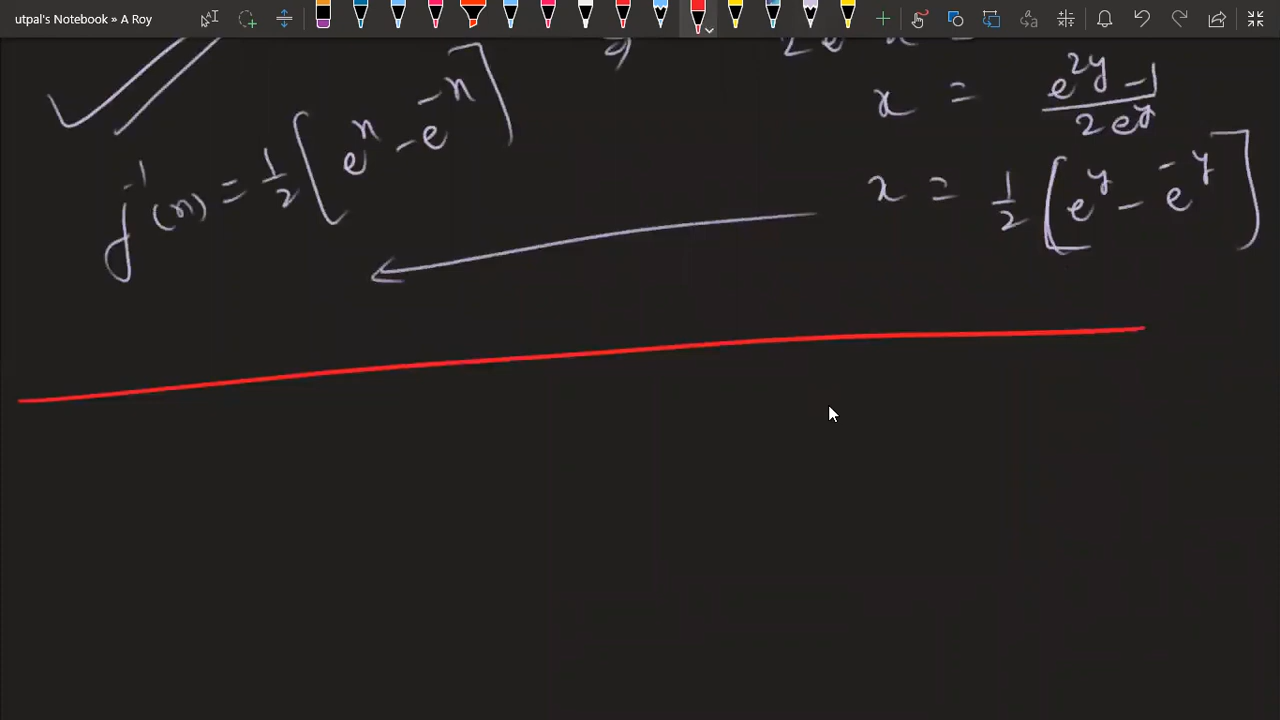 utpal's Notebook » A Roy
x = e^{2y} - 1 / 2e^y
f^{-1}(x) = 1/2 [e^x - e^{-x}]
x = 1/2 [e^y - e^{-y}]